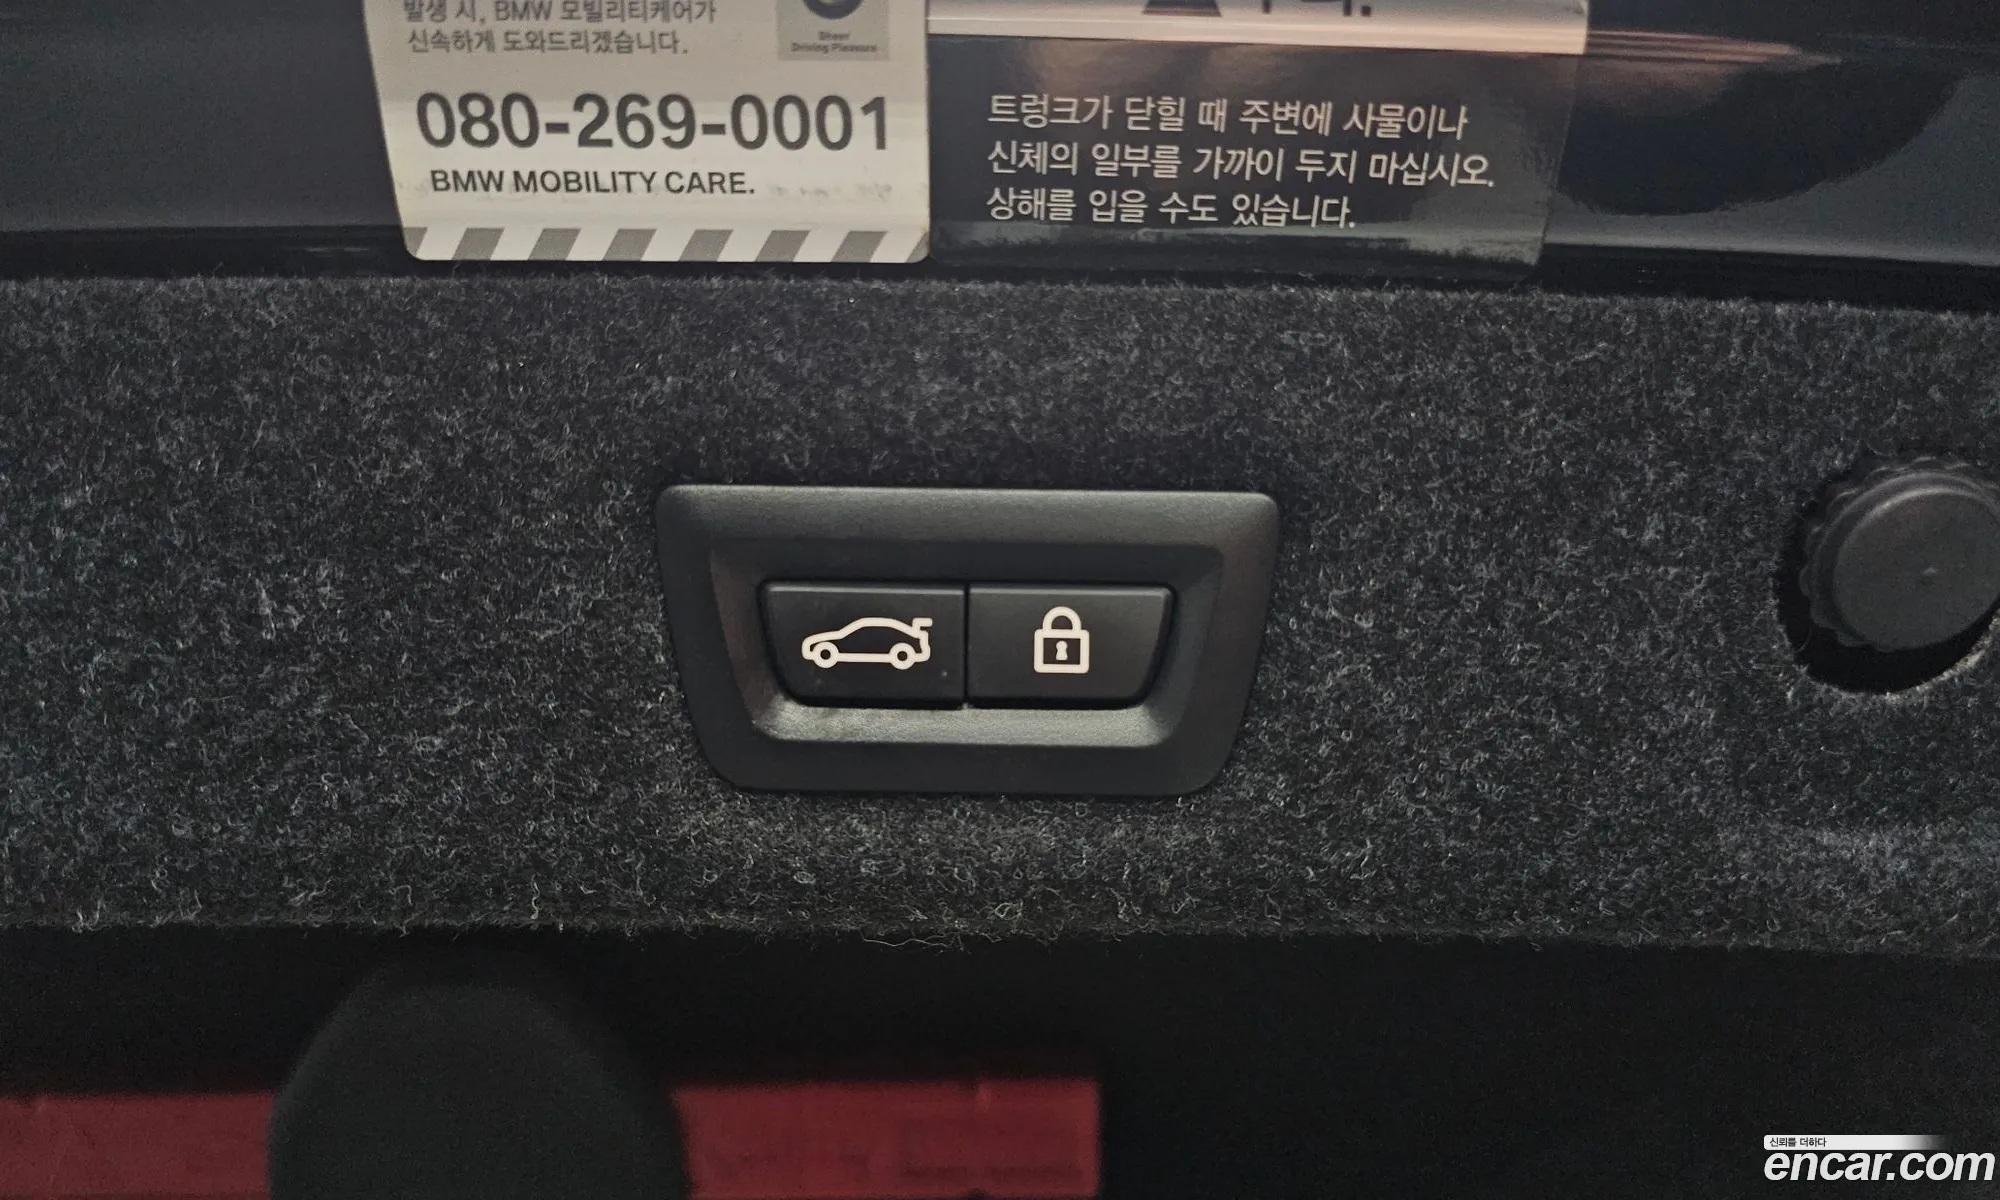 발생 시, BMW 모빌리티케어가
신속하게 도와드리겠습니다.
Sheer
Driving Pleasure
080-269-0001
BMW MOBILITY CARE.
트렁크가 닫힐 때 주변에 사물이나
신체의 일부를 가까이 두지 마십시오.
상해를 입을 수도 있습니다.
신뢰를 더하다
encar.com